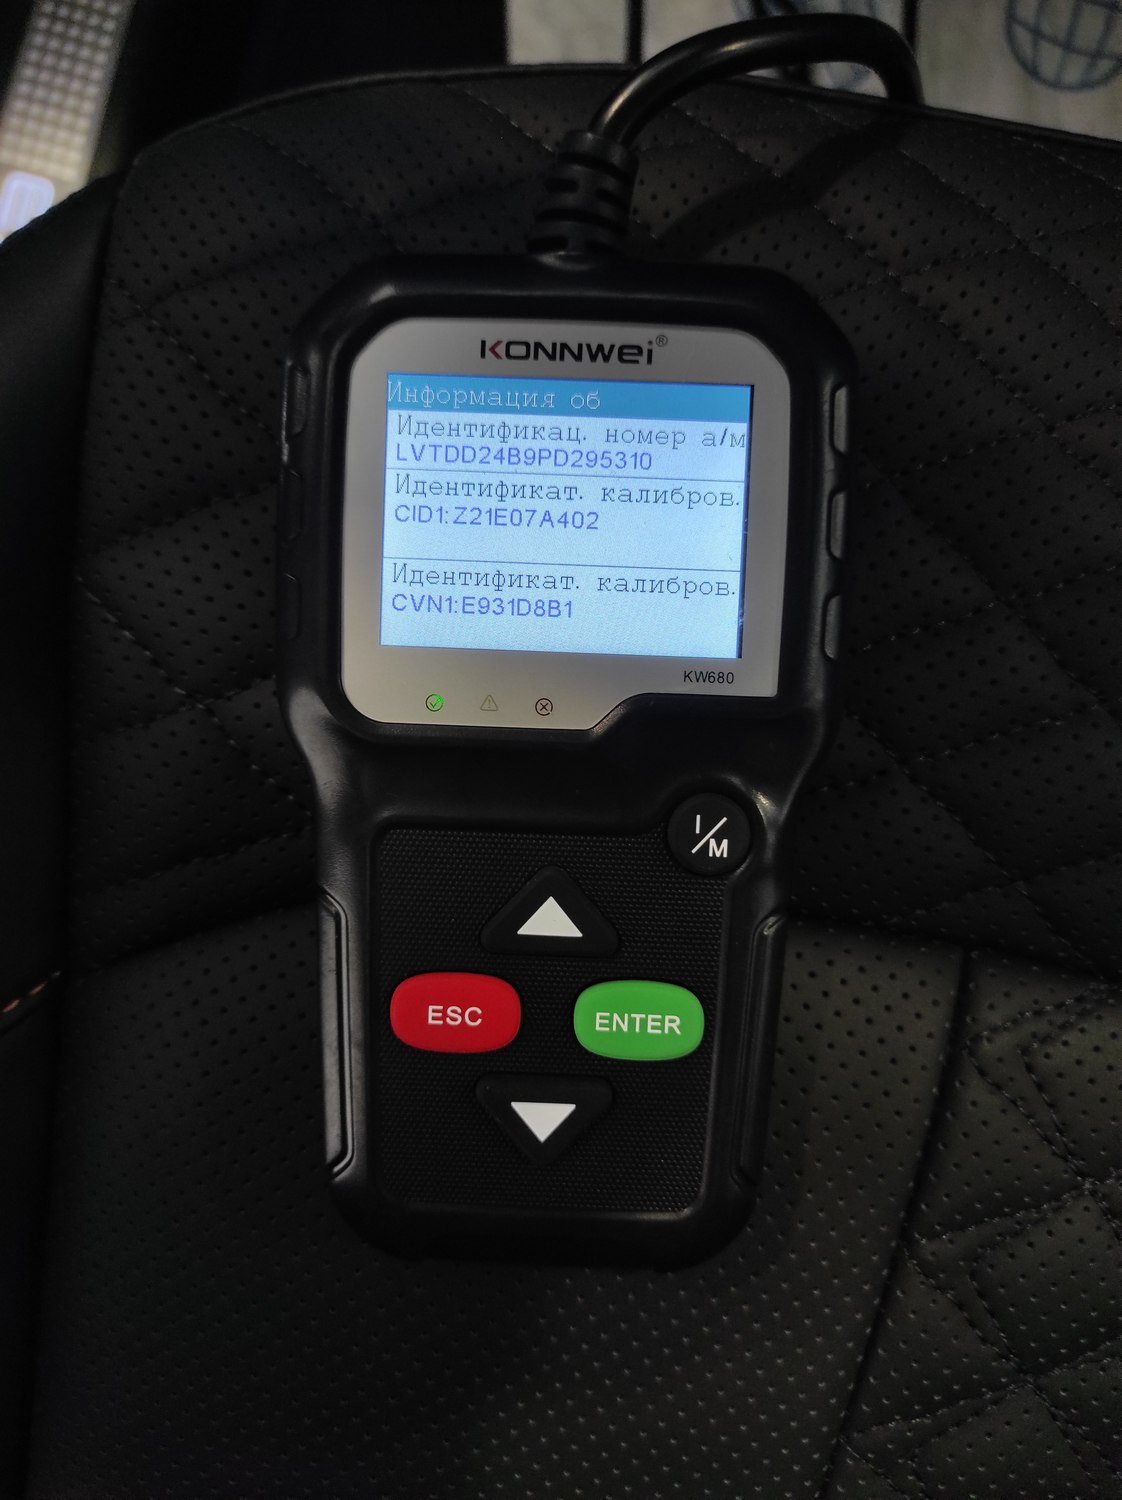 KONNWEI®
Информация об
Идентификац. номер а/м
LVTDD24B9PD295310
Идентификат. калибров.
CID1:Z21E07A402
Идентификат. калибров.
CVN1:E931D8B1
KW680
I/M
ESC
ENTER